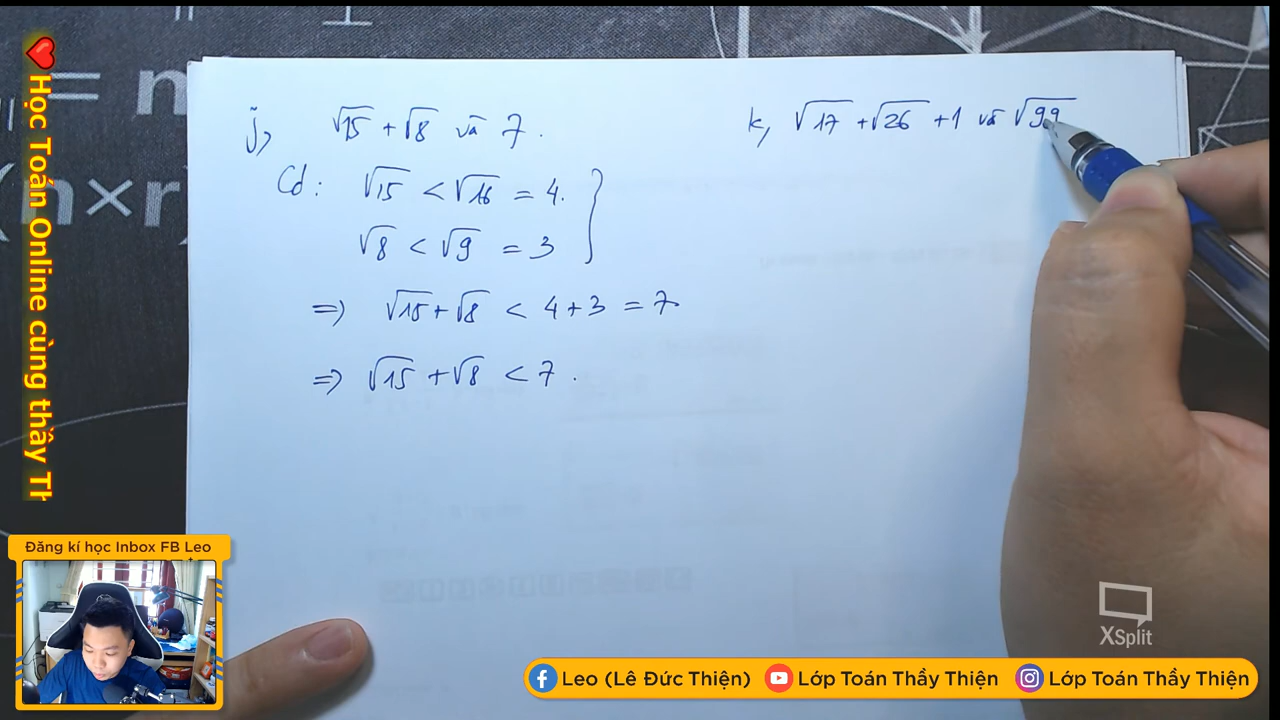 ❤ Học Toán Online cùng thầy Th
j, √15 + √8 và 7.
Cd: √15 < √16 = 4.
√8 < √9 = 3
=> √15 + √8 < 4 + 3 = 7
=> √15 + √8 < 7.
k, √17 + √26 + 1 và √99
Đăng kí học Inbox FB Leo
XSplit
Leo (Lê Đức Thiện)
Lớp Toán Thầy Thiện
Lớp Toán Thầy Thiện